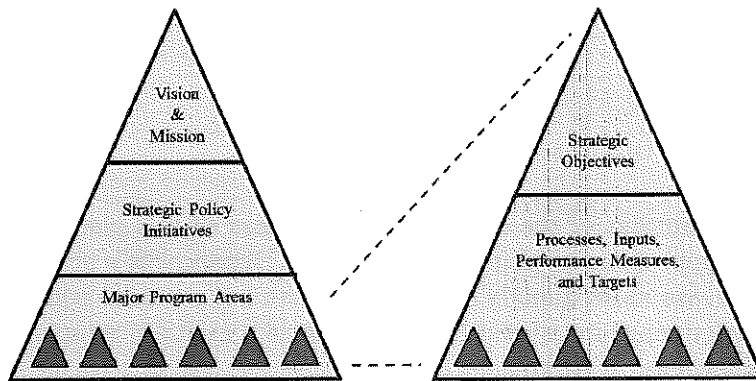 Vision
&
Mission
Strategic Policy
Initiatives
Major Program Areas
Strategic
Objectives
Processes, Inputs,
Performance Measures,
and Targets